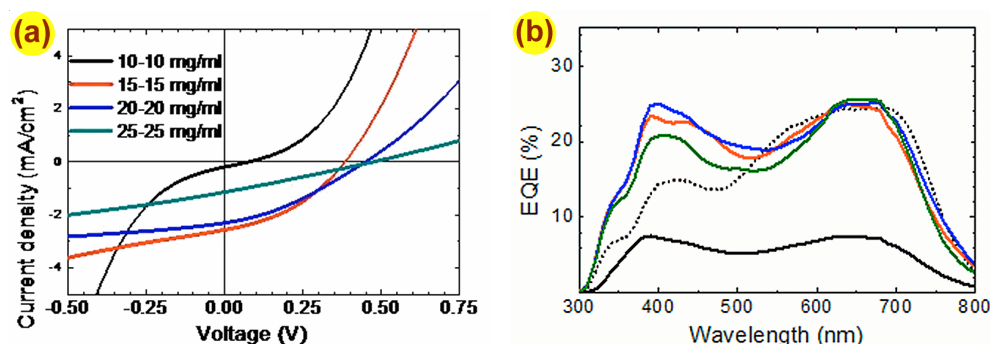 (a)
4
2
0
-2
-4
Current density (mA/cm²)
10-10 mg/ml
15-15 mg/ml
20-20 mg/ml
25-25 mg/ml
-0.50 -0.25 0.00 0.25 0.50 0.75
Voltage (V)
(b)
30
20
10
EQE (%)
300 400 500 600 700 800
Wavelength (nm)